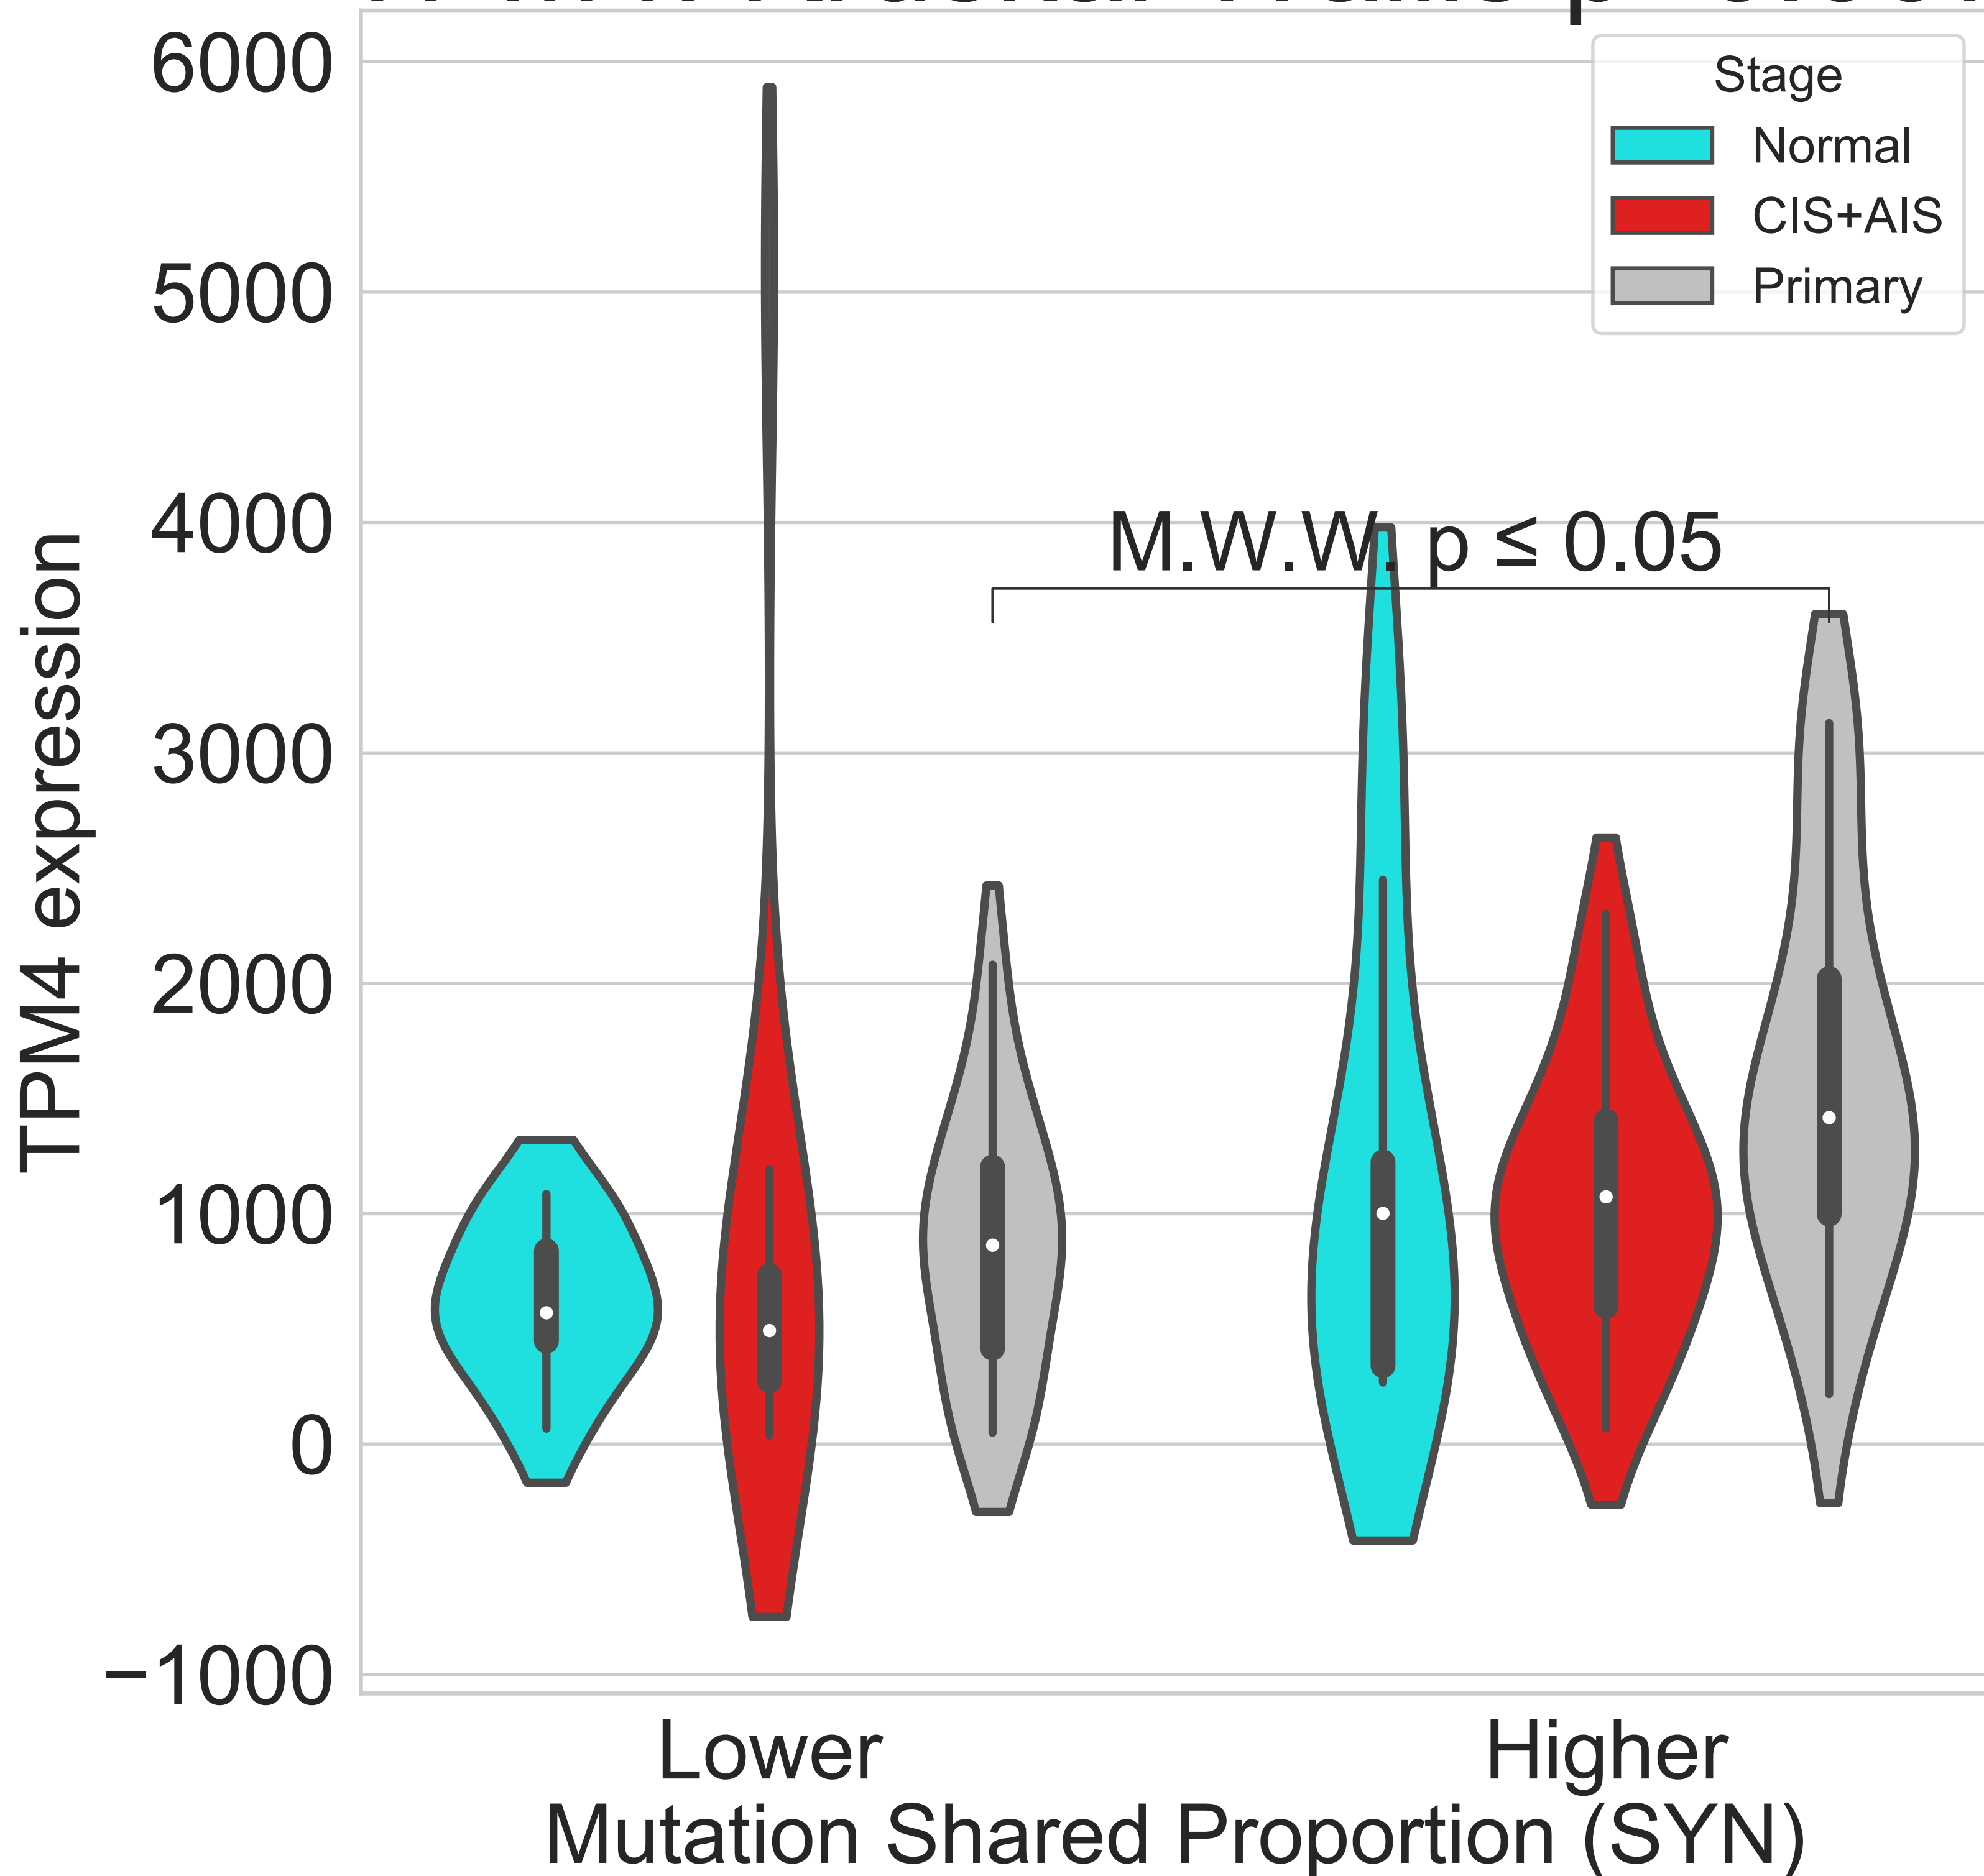 6000
5000
4000
3000
2000
1000
0
−1000
TPM4 expression
Stage
Normal
CIS+AIS
Primary
M.W.W. p ≤ 0.05
Lower
Higher
Mutation Shared Proportion (SYN)